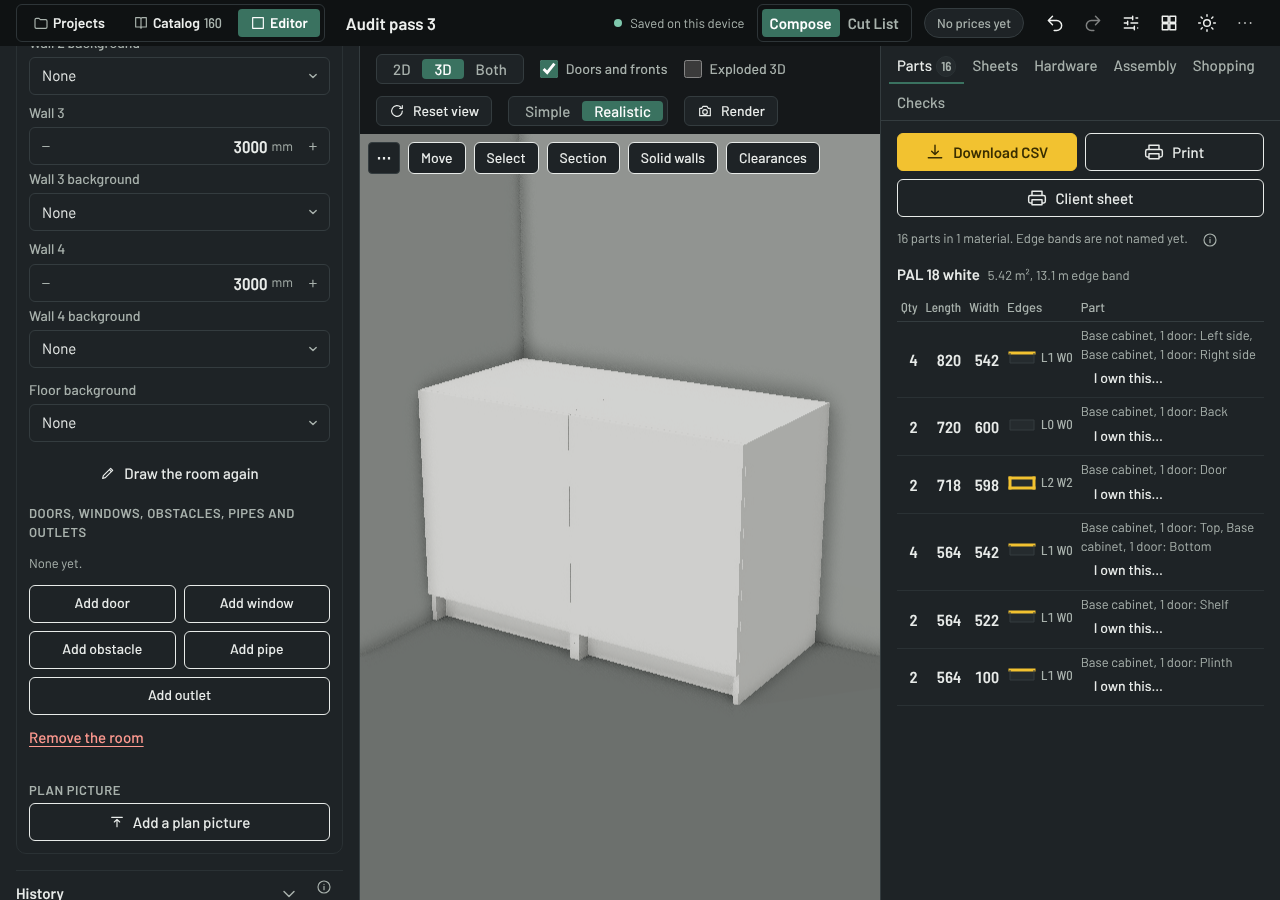 Projects
Catalog 160
Editor
Audit pass 3
Saved on this device
Compose
Cut List
No prices yet
Wall 2 background
None
Wall 3
− 3000 mm +
Wall 3 background
None
Wall 4
− 3000 mm +
Wall 4 background
None
Floor background
None
Draw the room again
DOORS, WINDOWS, OBSTACLES, PIPES AND
OUTLETS
None yet.
Add door
Add window
Add obstacle
Add pipe
Add outlet
Remove the room
PLAN PICTURE
Add a plan picture
History
2D
3D
Both
Doors and fronts
Exploded 3D
Reset view
Simple
Realistic
Render
Move
Select
Section
Solid walls
Clearances
Parts 16
Sheets
Hardware
Assembly
Shopping
Checks
Download CSV
Print
Client sheet
16 parts in 1 material. Edge bands are not named yet.
PAL 18 white 5.42 m², 13.1 m edge band
Qty Length Width Edges Part
4 820 542 L1 W0 Base cabinet, 1 door: Left side,
Base cabinet, 1 door: Right side
I own this...
2 720 600 L0 W0 Base cabinet, 1 door: Back
I own this...
2 718 598 L2 W2 Base cabinet, 1 door: Door
I own this...
4 564 542 L1 W0 Base cabinet, 1 door: Top, Base
cabinet, 1 door: Bottom
I own this...
2 564 522 L1 W0 Base cabinet, 1 door: Shelf
I own this...
2 564 100 L1 W0 Base cabinet, 1 door: Plinth
I own this...